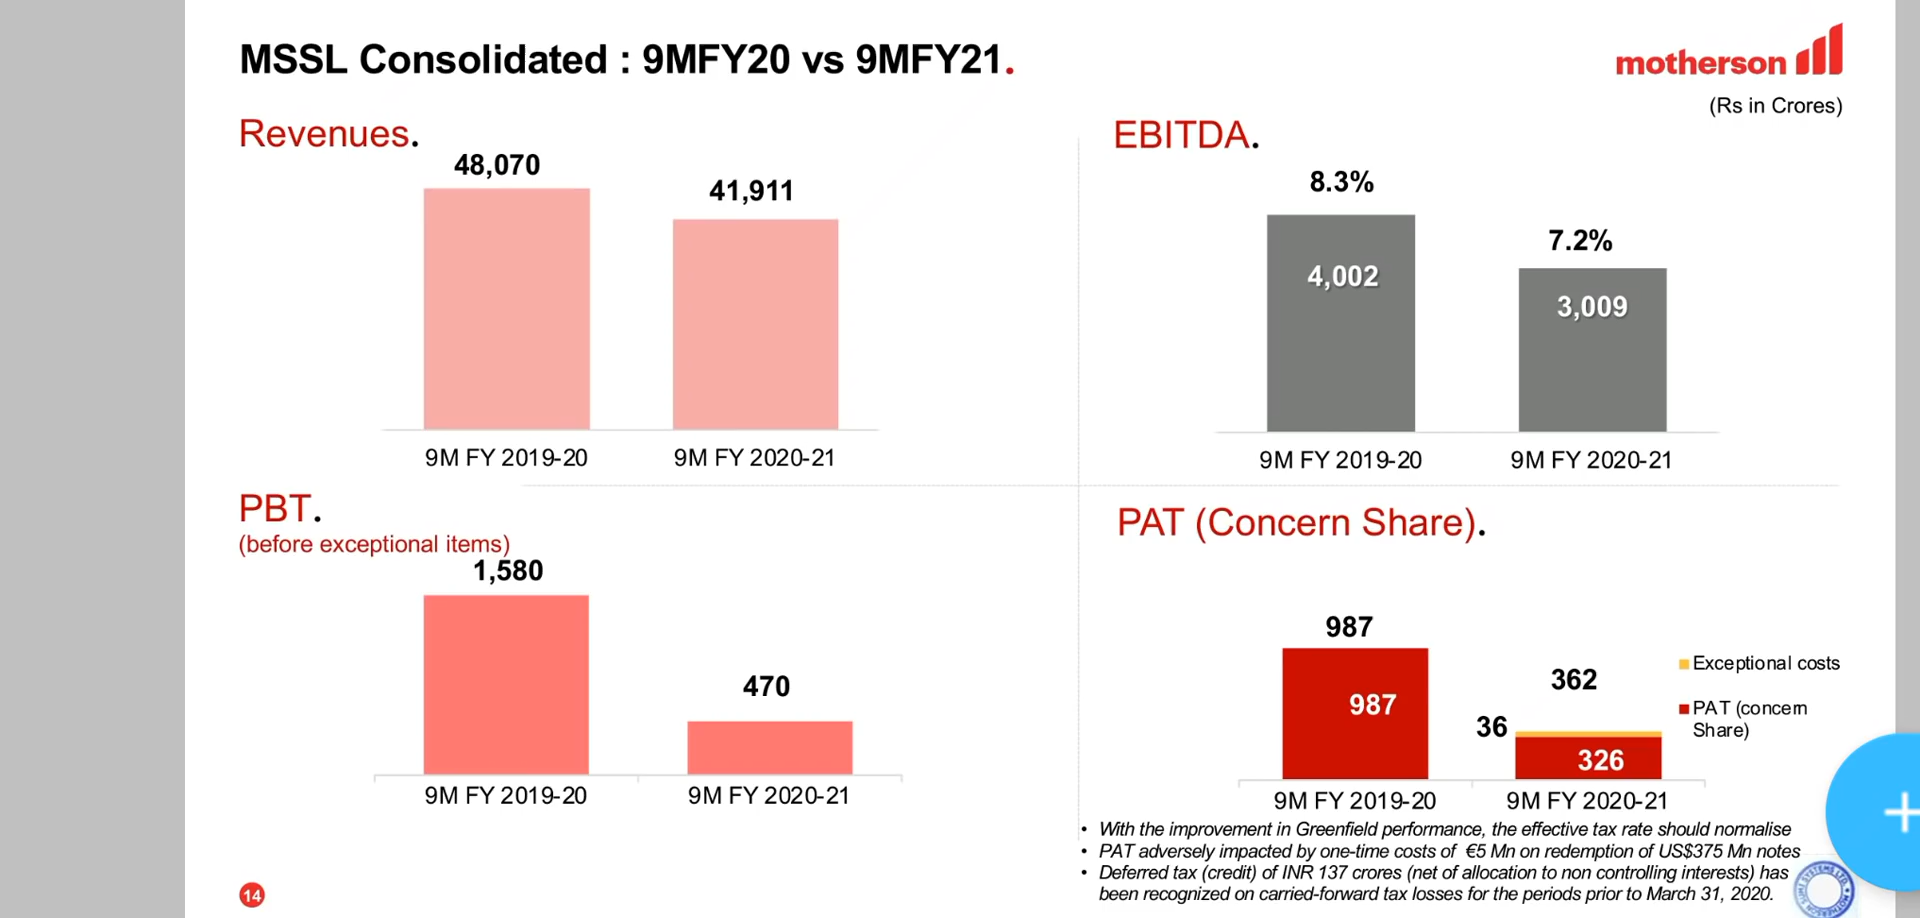 MSSL Consolidated : 9MFY20 vs 9MFY21.
motherson
(Rs in Crores)
Revenues.
48,070
41,911
9M FY 2019-20
9M FY 2020-21
EBITDA.
8.3%
7.2%
4,002
3,009
9M FY 2019-20
9M FY 2020-21
PBT.
(before exceptional items)
1,580
470
9M FY 2019-20
9M FY 2020-21
PAT (Concern Share).
987
987
362
36
326
Exceptional costs
PAT (concern
Share)
9M FY 2019-20
9M FY 2020-21
• With the improvement in Greenfield performance, the effective tax rate should normalise
• PAT adversely impacted by one-time costs of €5 Mn on redemption of US$375 Mn notes
• Deferred tax (credit) of INR 137 crores (net of allocation to non controlling interests) has
been recognized on carried-forward tax losses for the periods prior to March 31, 2020.
14